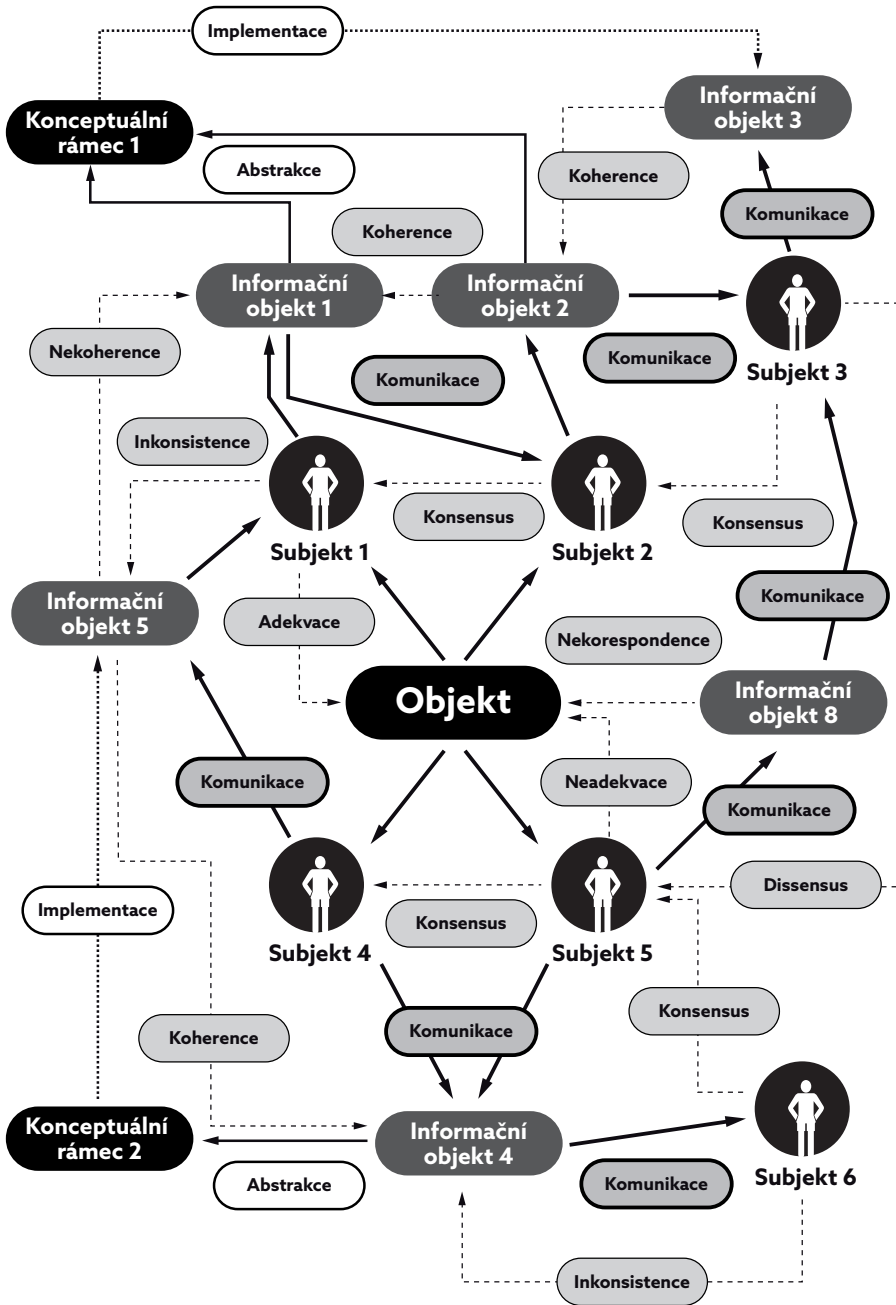 Implementace
Informační
objekt 3
Konceptuální
rámec 1
Abstrakce
Koherence
Komunikace
Koherence
Informační
objekt 1
Informační
objekt 2
Nekoherence
Komunikace
Komunikace
Subjekt 3
Inkonsistence
Konsensus
Konsensus
Subjekt 1
Subjekt 2
Informační
objekt 5
Adekvace
Komunikace
Nekorespondence
Objekt
Informační
objekt 8
Komunikace
Neadekvace
Komunikace
Implementace
Dissensus
Konsensus
Subjekt 4
Subjekt 5
Koherence
Komunikace
Konsensus
Konceptuální
rámec 2
Informační
objekt 4
Abstrakce
Komunikace
Subjekt 6
Inkonsistence